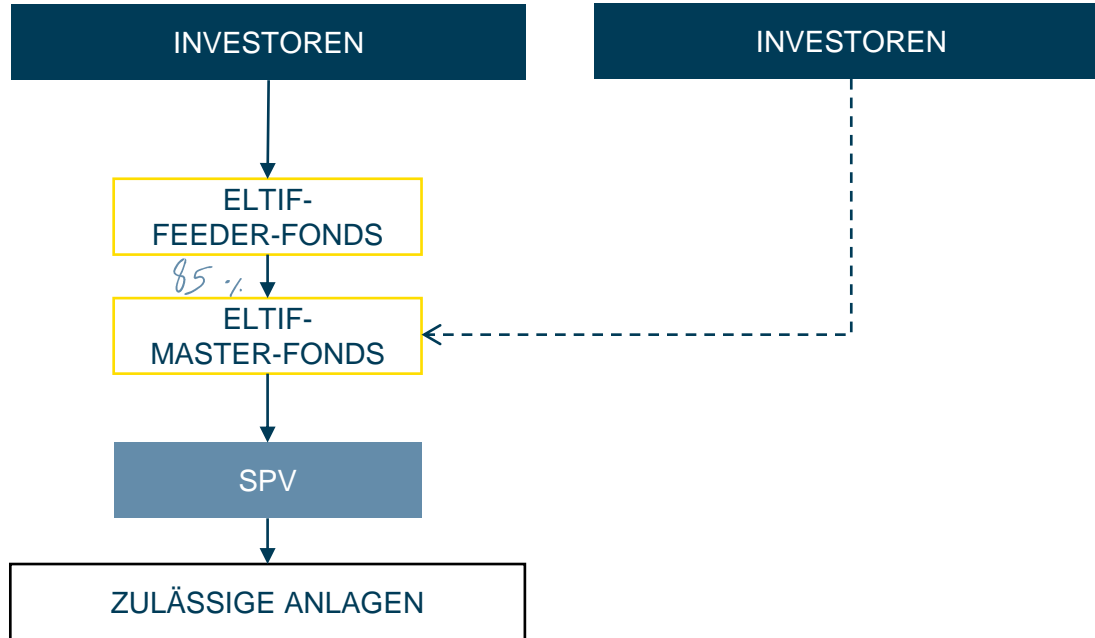 INVESTOREN
INVESTOREN
ELTIF-
FEEDER-FONDS
85 %
ELTIF-
MASTER-FONDS
SPV
ZULÄSSIGE ANLAGEN